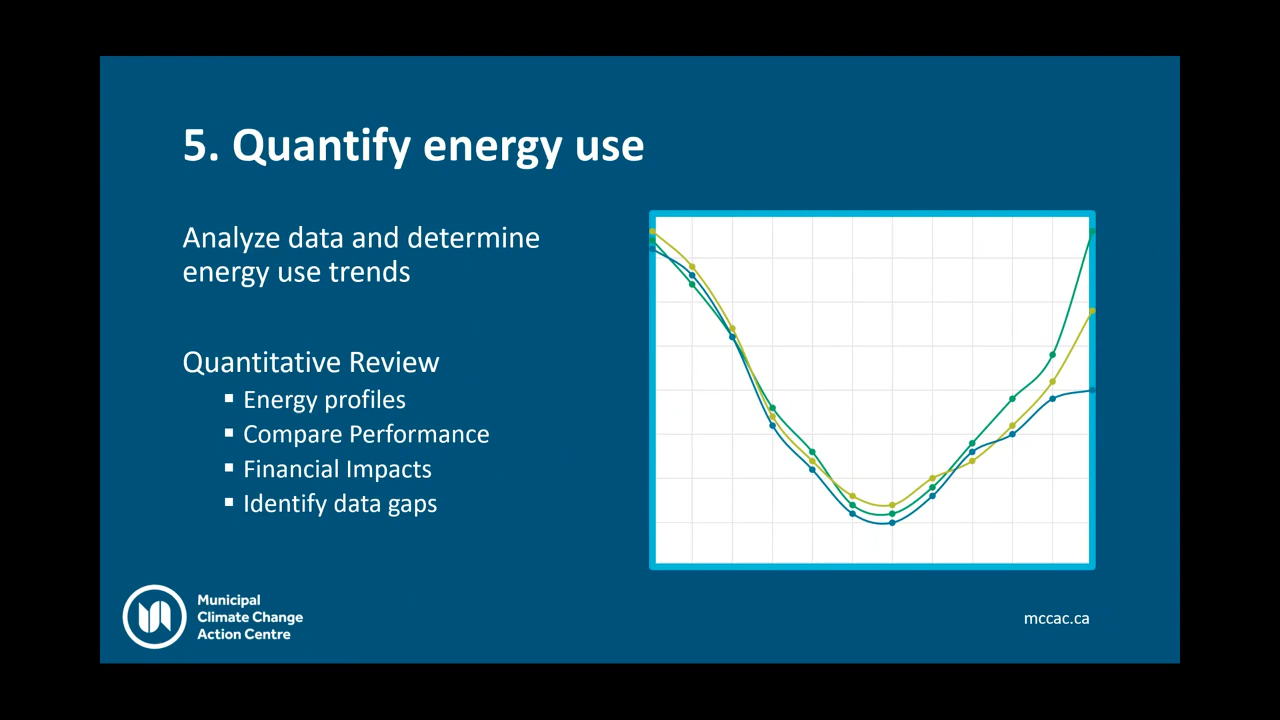 5. Quantify energy use
Analyze data and determine
energy use trends
Quantitative Review
▪ Energy profiles
▪ Compare Performance
▪ Financial Impacts
▪ Identify data gaps
Municipal
Climate Change
Action Centre
mccac.ca